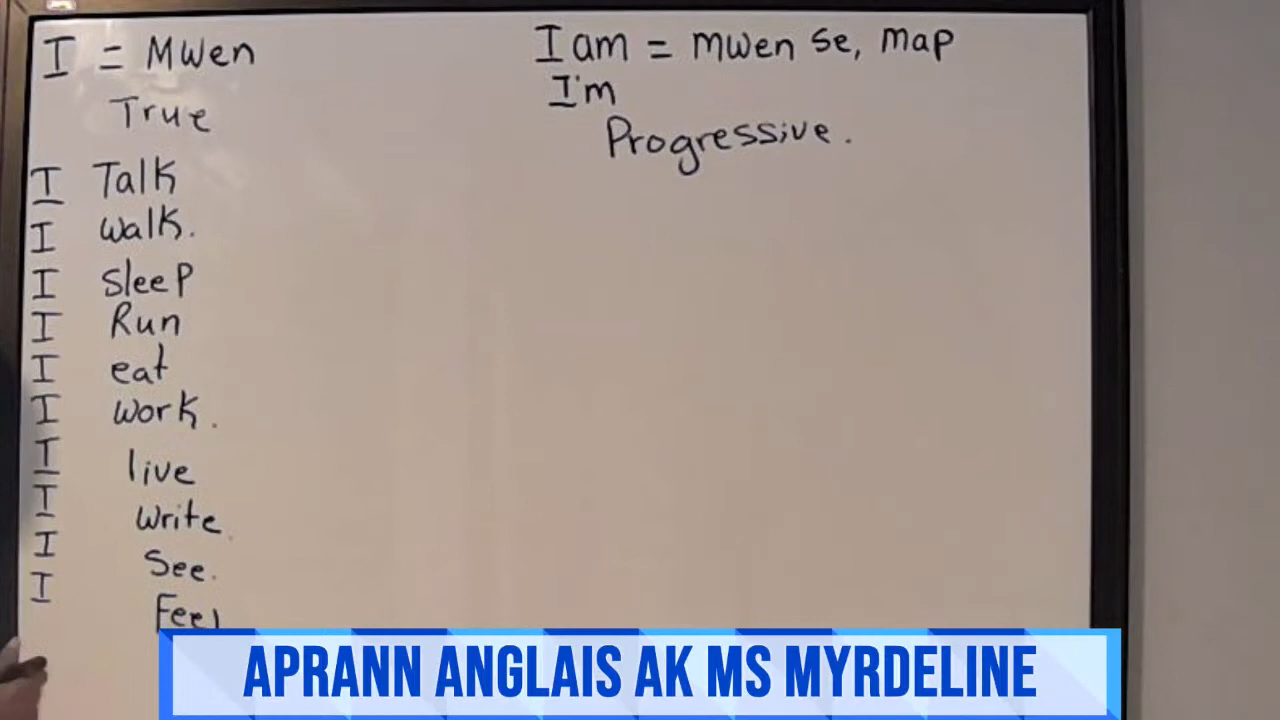 I = Mwen
True
I Talk
I walk.
I sleep
I Run
I eat
I work.
I live
I write.
I see.
I Feel
I am = mwen se, map
I'm
Progressive.
APRANN ANGLAIS AK MS MYRDELINE